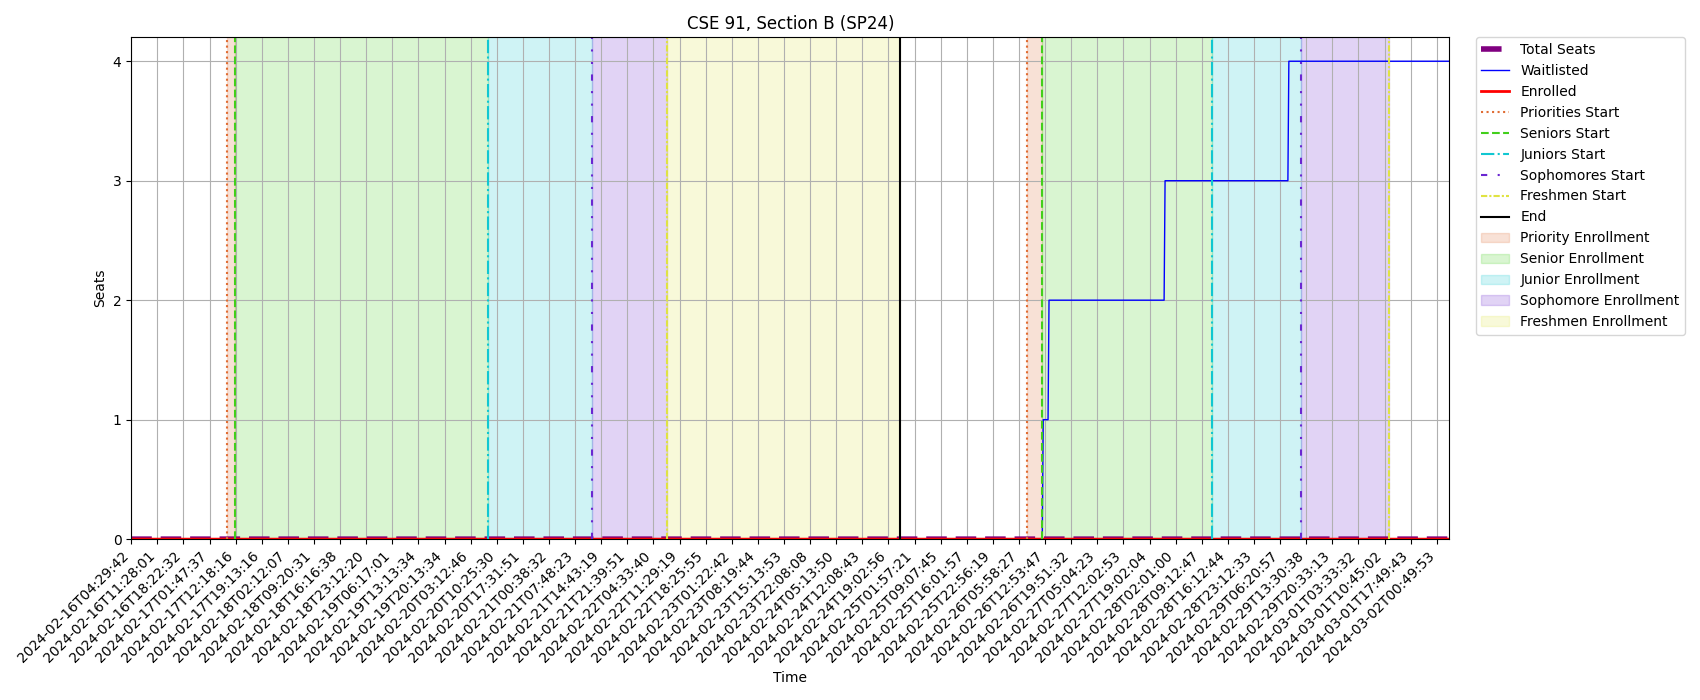 CSE 91, Section B (SP24)
Seats
4
3
2
1
0
2024-02-16T04:29:42
2024-02-16T11:28:01
2024-02-16T18:22:32
2024-02-17T01:47:37
2024-02-17T12:18:16
2024-02-17T19:13:16
2024-02-18T02:12:07
2024-02-18T09:20:31
2024-02-18T16:16:38
2024-02-18T23:12:20
2024-02-19T06:17:01
2024-02-19T13:13:34
2024-02-19T20:13:34
2024-02-20T03:12:46
2024-02-20T10:25:30
2024-02-20T17:31:51
2024-02-21T00:38:32
2024-02-21T07:48:23
2024-02-21T14:43:19
2024-02-21T21:39:51
2024-02-22T04:33:40
2024-02-22T11:29:19
2024-02-22T18:25:55
2024-02-23T01:22:42
2024-02-23T08:19:44
2024-02-23T15:13:53
2024-02-23T22:08:08
2024-02-24T05:13:50
2024-02-24T12:08:43
2024-02-24T19:02:56
2024-02-25T01:57:21
2024-02-25T09:07:45
2024-02-25T16:01:57
2024-02-25T22:56:19
2024-02-26T05:58:27
2024-02-26T12:53:47
2024-02-26T19:51:32
2024-02-27T05:04:23
2024-02-27T12:02:53
2024-02-27T19:02:04
2024-02-28T02:01:00
2024-02-28T09:12:47
2024-02-28T16:12:44
2024-02-28T23:12:33
2024-02-29T06:20:57
2024-02-29T13:30:38
2024-02-29T20:33:13
2024-03-01T03:33:32
2024-03-01T10:45:02
2024-03-01T17:49:43
2024-03-02T00:49:53
Time
Total Seats
Waitlisted
Enrolled
Priorities Start
Seniors Start
Juniors Start
Sophomores Start
Freshmen Start
End
Priority Enrollment
Senior Enrollment
Junior Enrollment
Sophomore Enrollment
Freshmen Enrollment